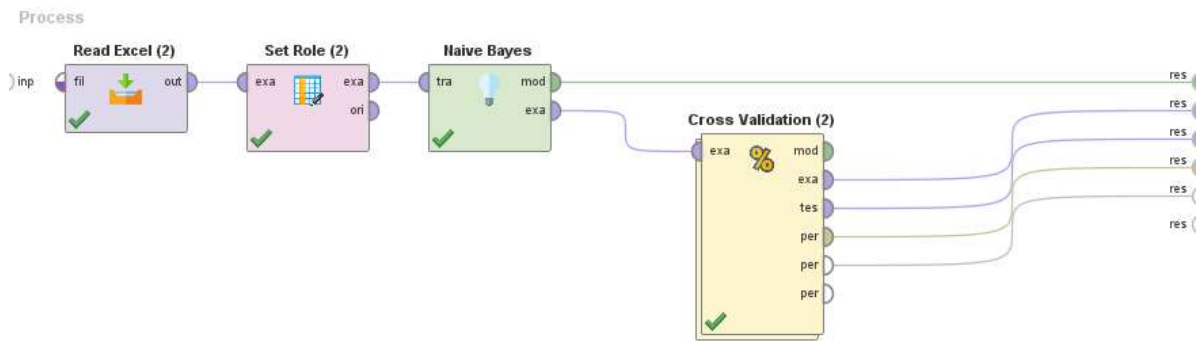 Process
Read Excel (2)
Set Role (2)
Naive Bayes
inp
fil
out
exa
exa
ori
tra
mod
exa
Cross Validation (2)
exa
%
mod
exa
tes
per
per
per
res
res
res
res
res
res